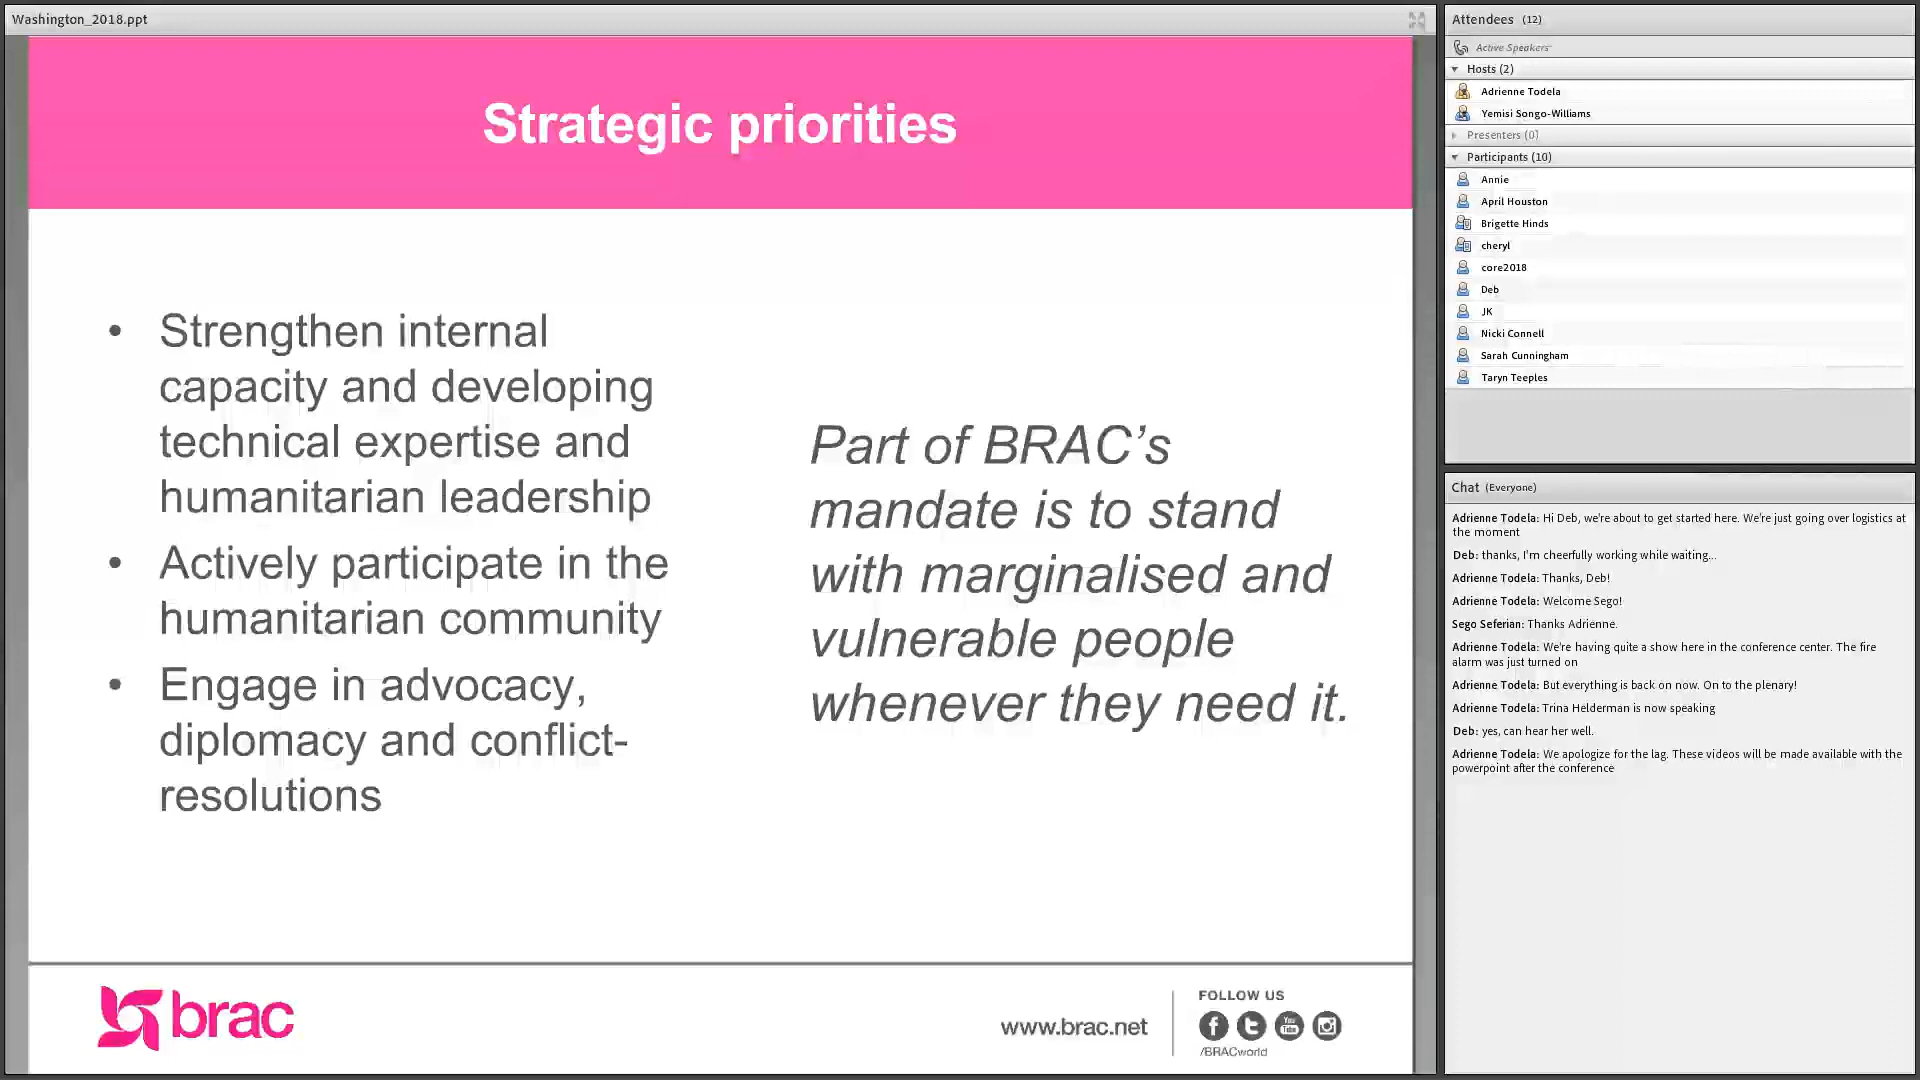 Washington_2018.ppt
Strategic priorities
• Strengthen internal
capacity and developing
technical expertise and
humanitarian leadership
• Actively participate in the
humanitarian community
• Engage in advocacy,
diplomacy and conflict-
resolutions
Part of BRAC’s
mandate is to stand
with marginalised and
vulnerable people
whenever they need it.
brac
www.brac.net
FOLLOW US
You
Tube
/BRACworld
Attendees (12)
Active Speakers
Hosts (2)
Adrienne Todela
Yemisi Songo-Williams
Presenters (0)
Participants (10)
Annie
April Houston
Brigette Hinds
cheryl
core2018
Deb
JK
Nicki Connell
Sarah Cunningham
Taryn Teeples
Chat (Everyone)
Adrienne Todela: Hi Deb, we're about to get started here. We're just going over logistics at
the moment
Deb: thanks, I'm cheerfully working while waiting...
Adrienne Todela: Thanks, Deb!
Adrienne Todela: Welcome Sego!
Sego Seferian: Thanks Adrienne.
Adrienne Todela: We're having quite a show here in the conference center. The fire
alarm was just turned on
Adrienne Todela: But everything is back on now. On to the plenary!
Adrienne Todela: Trina Helderman is now speaking
Deb: yes, can hear her well.
Adrienne Todela: We apologize for the lag. These videos will be made available with the
powerpoint after the conference